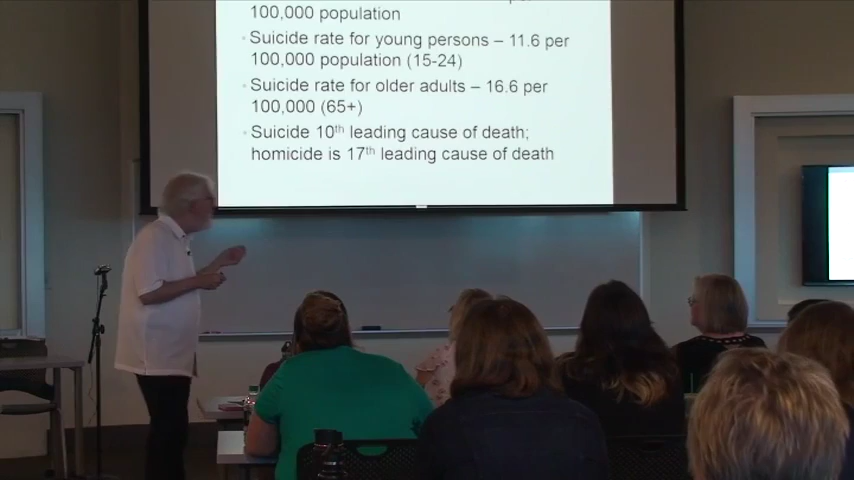 100,000 population
Suicide rate for young persons – 11.6 per
100,000 population (15-24)
Suicide rate for older adults – 16.6 per
100,000 (65+)
Suicide 10th leading cause of death;
homicide is 17th leading cause of death